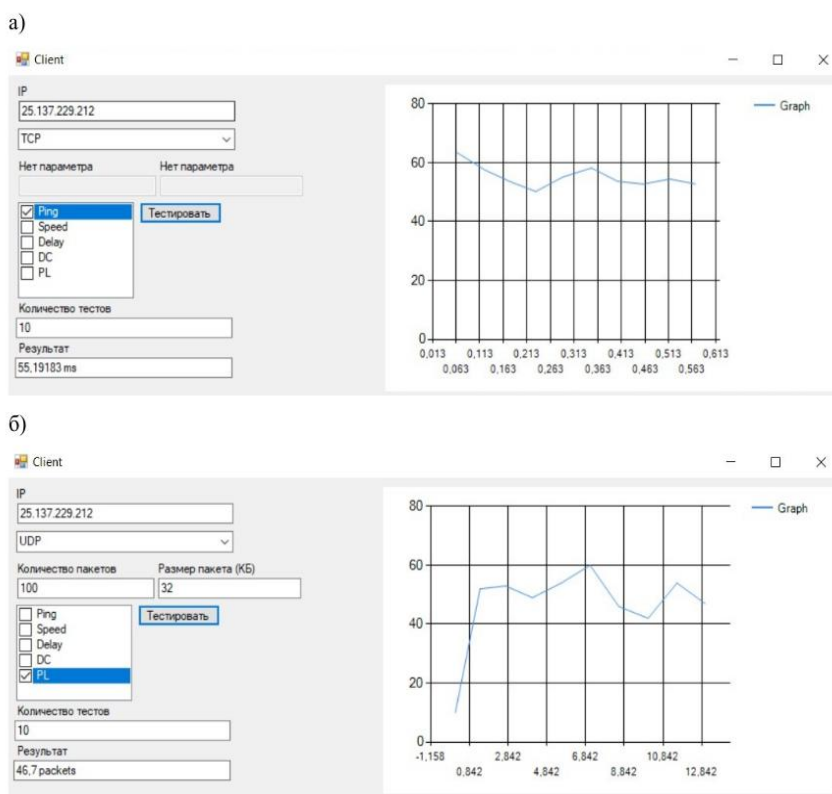 а)
Client
IP
25.137.229.212
TCP
Нет параметра Нет параметра
Ping
Тестировать
Speed
Delay
DC
PL
Количество тестов
10
Результат
55,19183 ms
80
60
40
20
0
0,013 0,113 0,213 0,313 0,413 0,513 0,613
0,063 0,163 0,263 0,363 0,463 0,563
Graph
б)
Client
IP
25.137.229.212
UDP
Количество пакетов Размер пакета (КБ)
100 32
Ping
Тестировать
Speed
Delay
DC
PL
Количество тестов
10
Результат
46,7 packets
80
60
40
20
0
-1,158 2,842 6,842 10,842
0,842 4,842 8,842 12,842
Graph